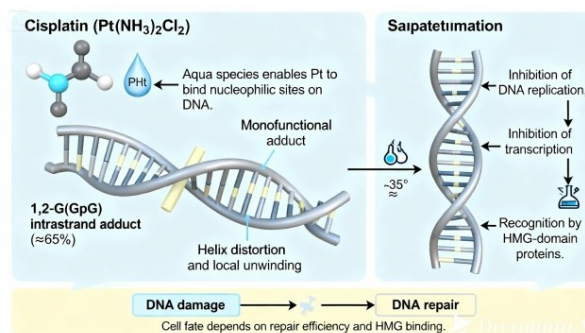 Cisplatin (Pt(NH₃)₂Cl₂)
PHt
Aqua species enables Pt to
bind nucleophilic sites on
DNA.
Monofunctional
adduct
1,2-G(GpG)
intrastrand adduct
(≈65%)
Helix distortion
and local unwinding
~35°
≈
Saıpatetıımation
Inhibition of
DNA replication.
Inhibition of
transcription
Recognition by
HMG-domain
proteins.
DNA damage
DNA repair
Cell fate depends on repair efficiency and HMG binding.